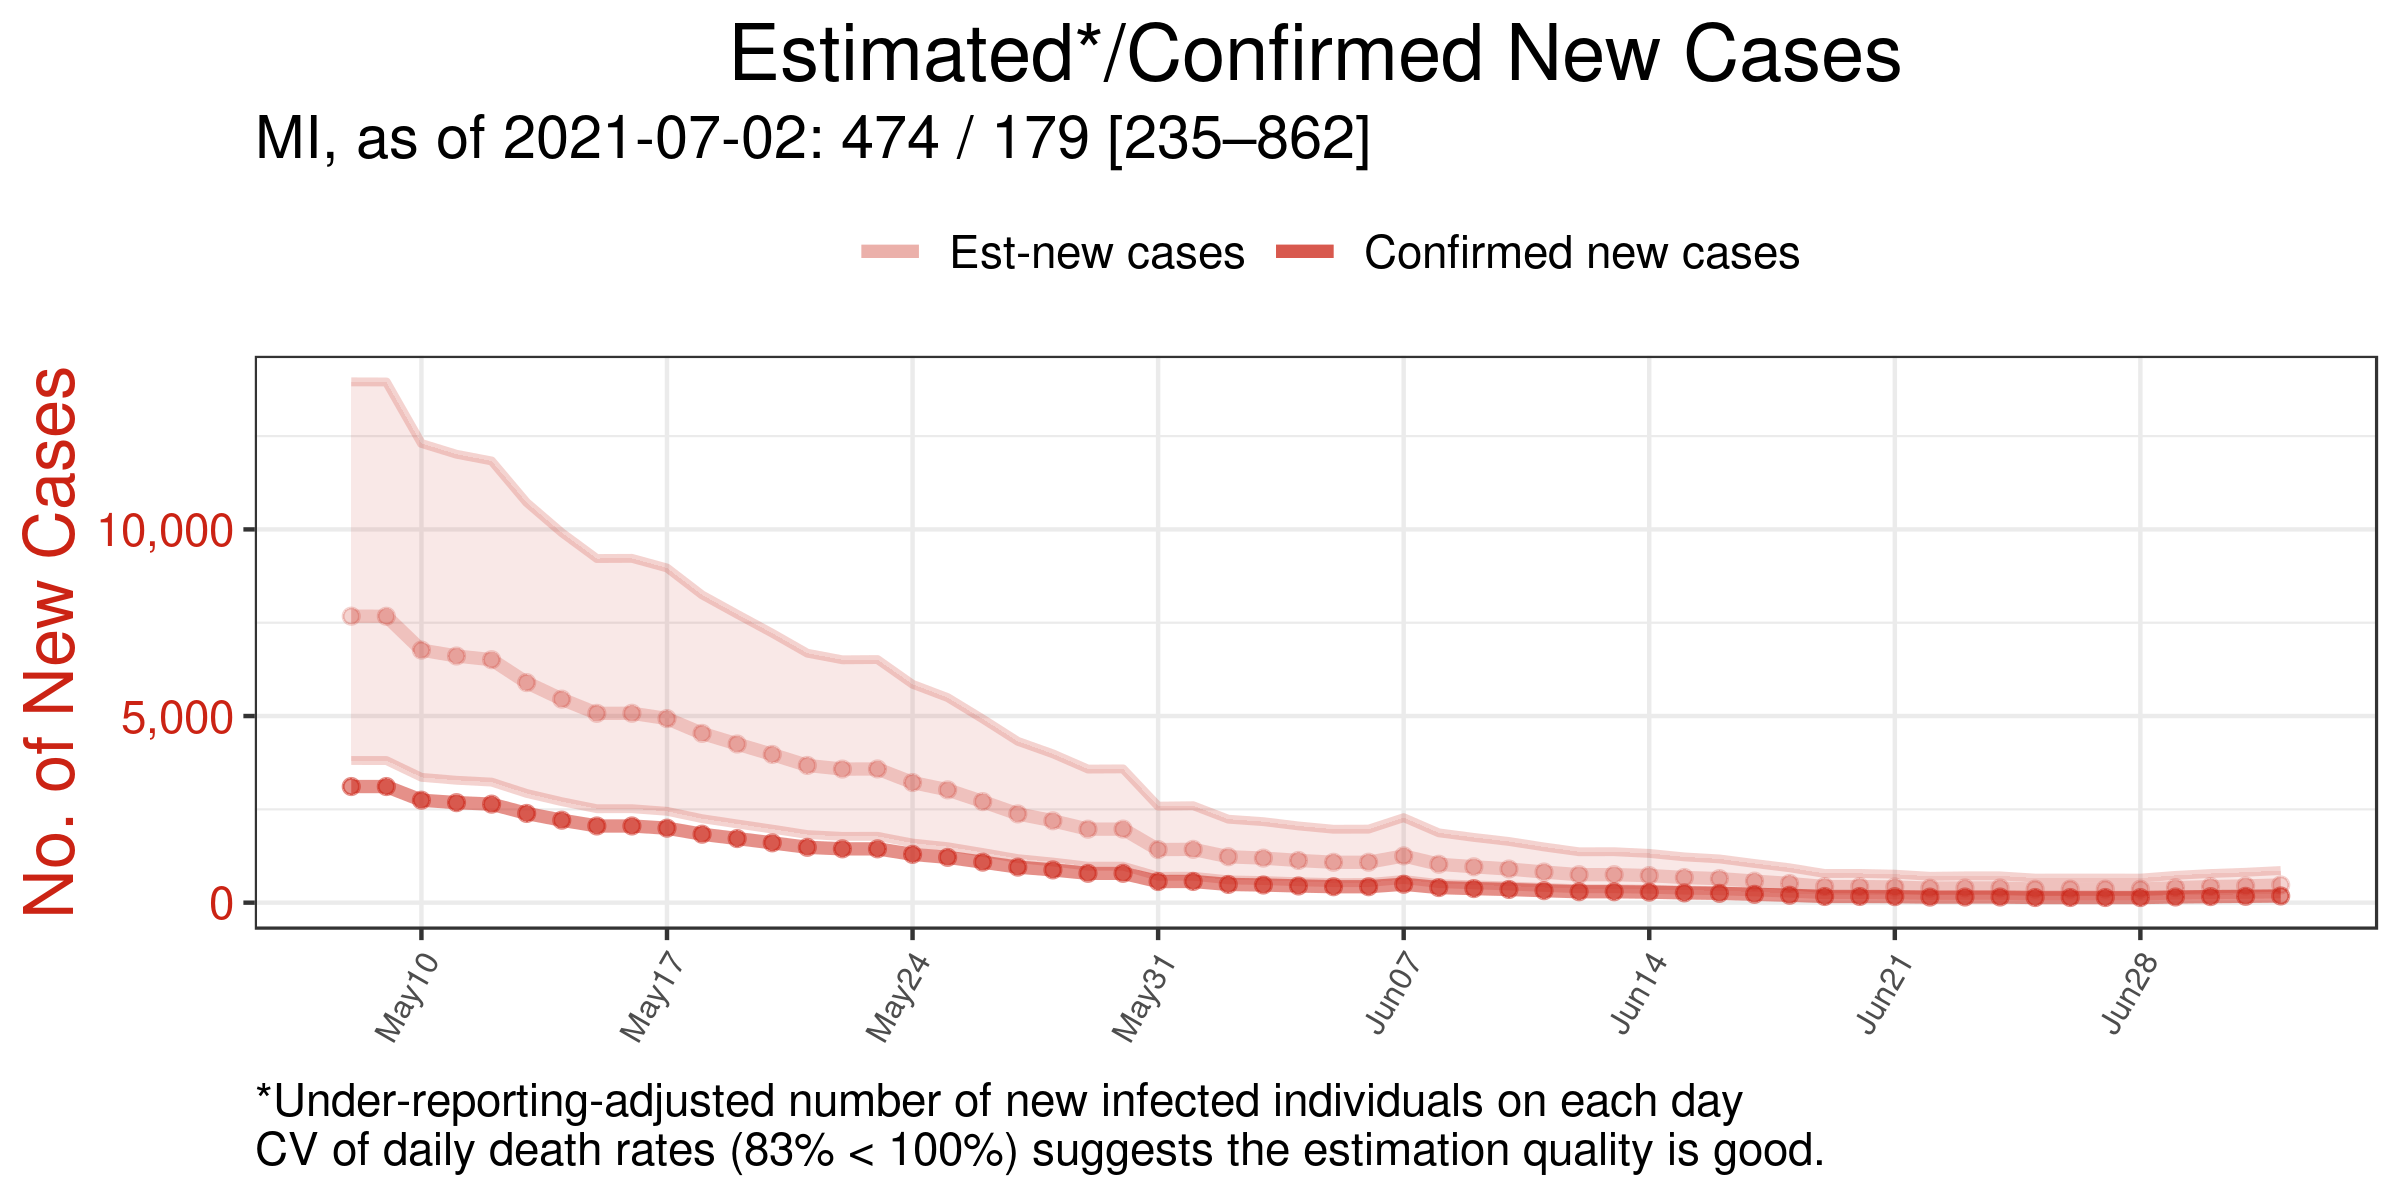 Estimated*/Confirmed New Cases
MI, as of 2021-07-02: 474 / 179 [235–862]
Est-new cases
Confirmed new cases
No. of New Cases
10,000
5,000
0
May10
May17
May24
May31
Jun07
Jun14
Jun21
Jun28
*Under-reporting-adjusted number of new infected individuals on each day
CV of daily death rates (83% < 100%) suggests the estimation quality is good.